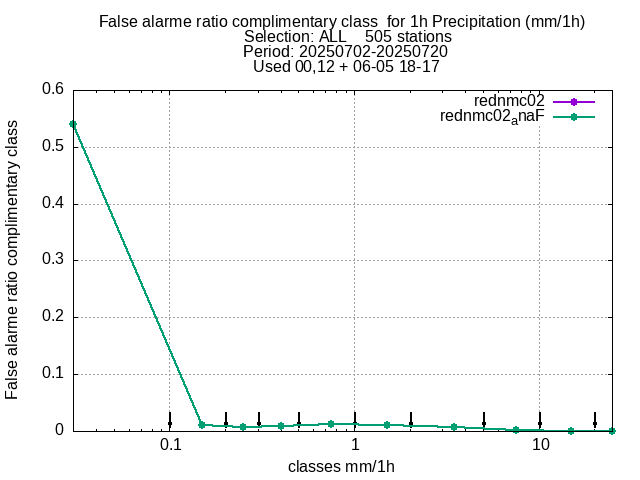 False alarme ratio complimentary class  for 1h Precipitation (mm/1h)
Selection: ALL    505 stations
Period: 20250702-20250720
Used 00,12 + 06-05 18-17
rednmc02
rednmc02anaF
0.6
0.5
0.4
0.3
0.2
0.1
0
False alarme ratio complimentary class
0.1
1
10
classes mm/1h